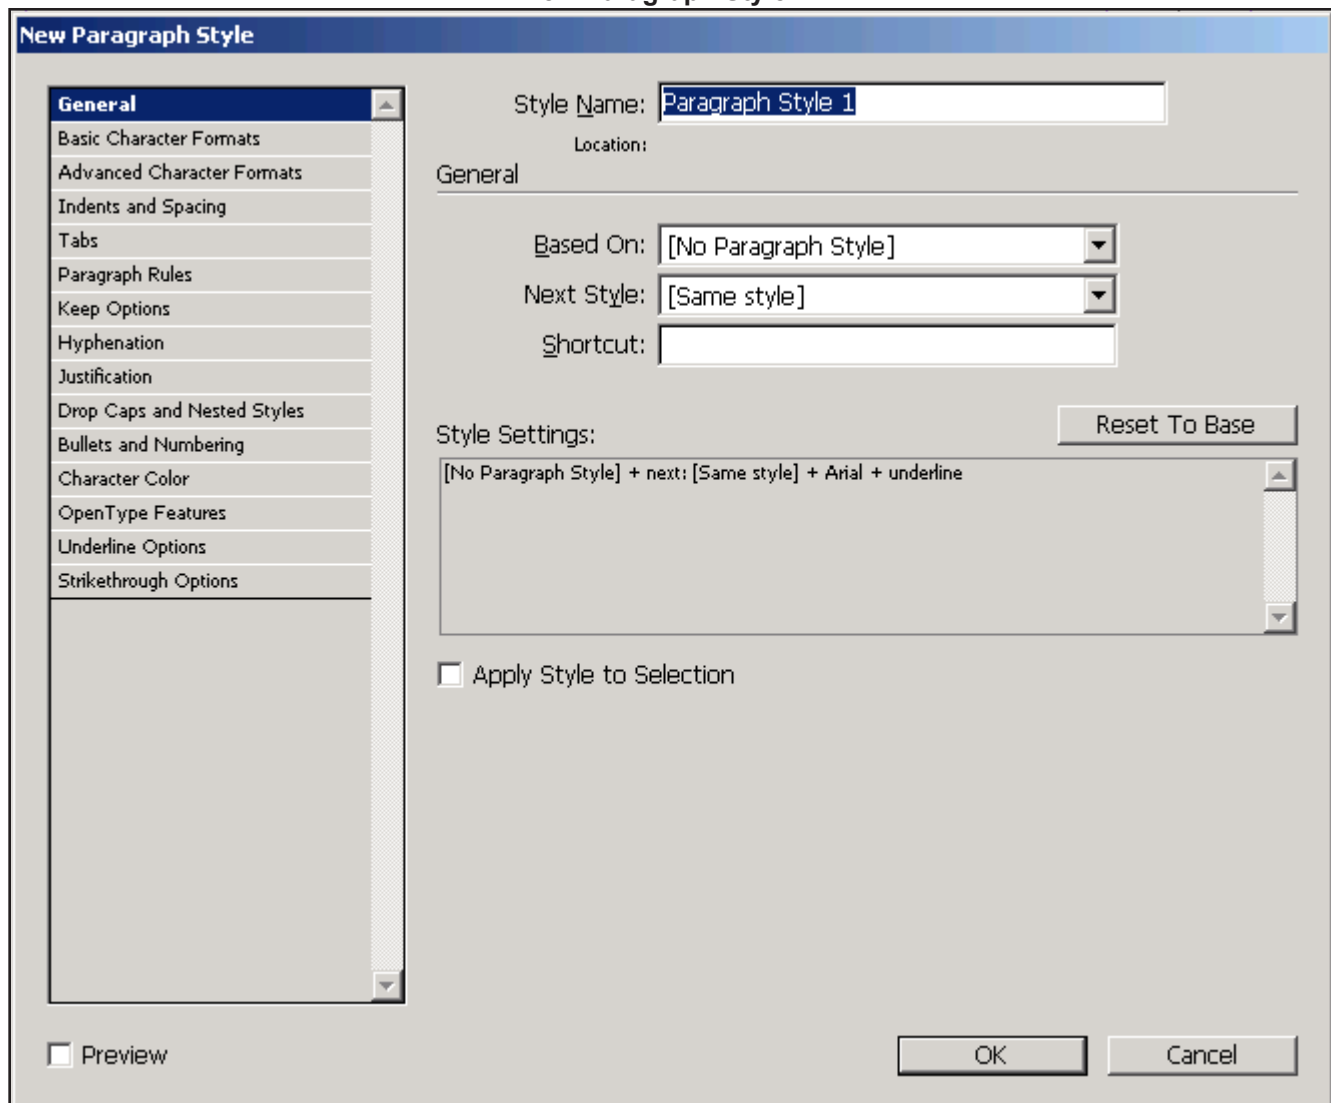 New Paragraph Style
General
Basic Character Formats
Advanced Character Formats
Indents and Spacing
Tabs
Paragraph Rules
Keep Options
Hyphenation
Justification
Drop Caps and Nested Styles
Bullets and Numbering
Character Color
OpenType Features
Underline Options
Strikethrough Options
Style Name: Paragraph Style 1
Location:
General
Based On: [No Paragraph Style]
Next Style: [Same style]
Shortcut:
Style Settings:
Reset To Base
[No Paragraph Style] + next: [Same style] + Arial + underline
Apply Style to Selection
Preview
OK
Cancel